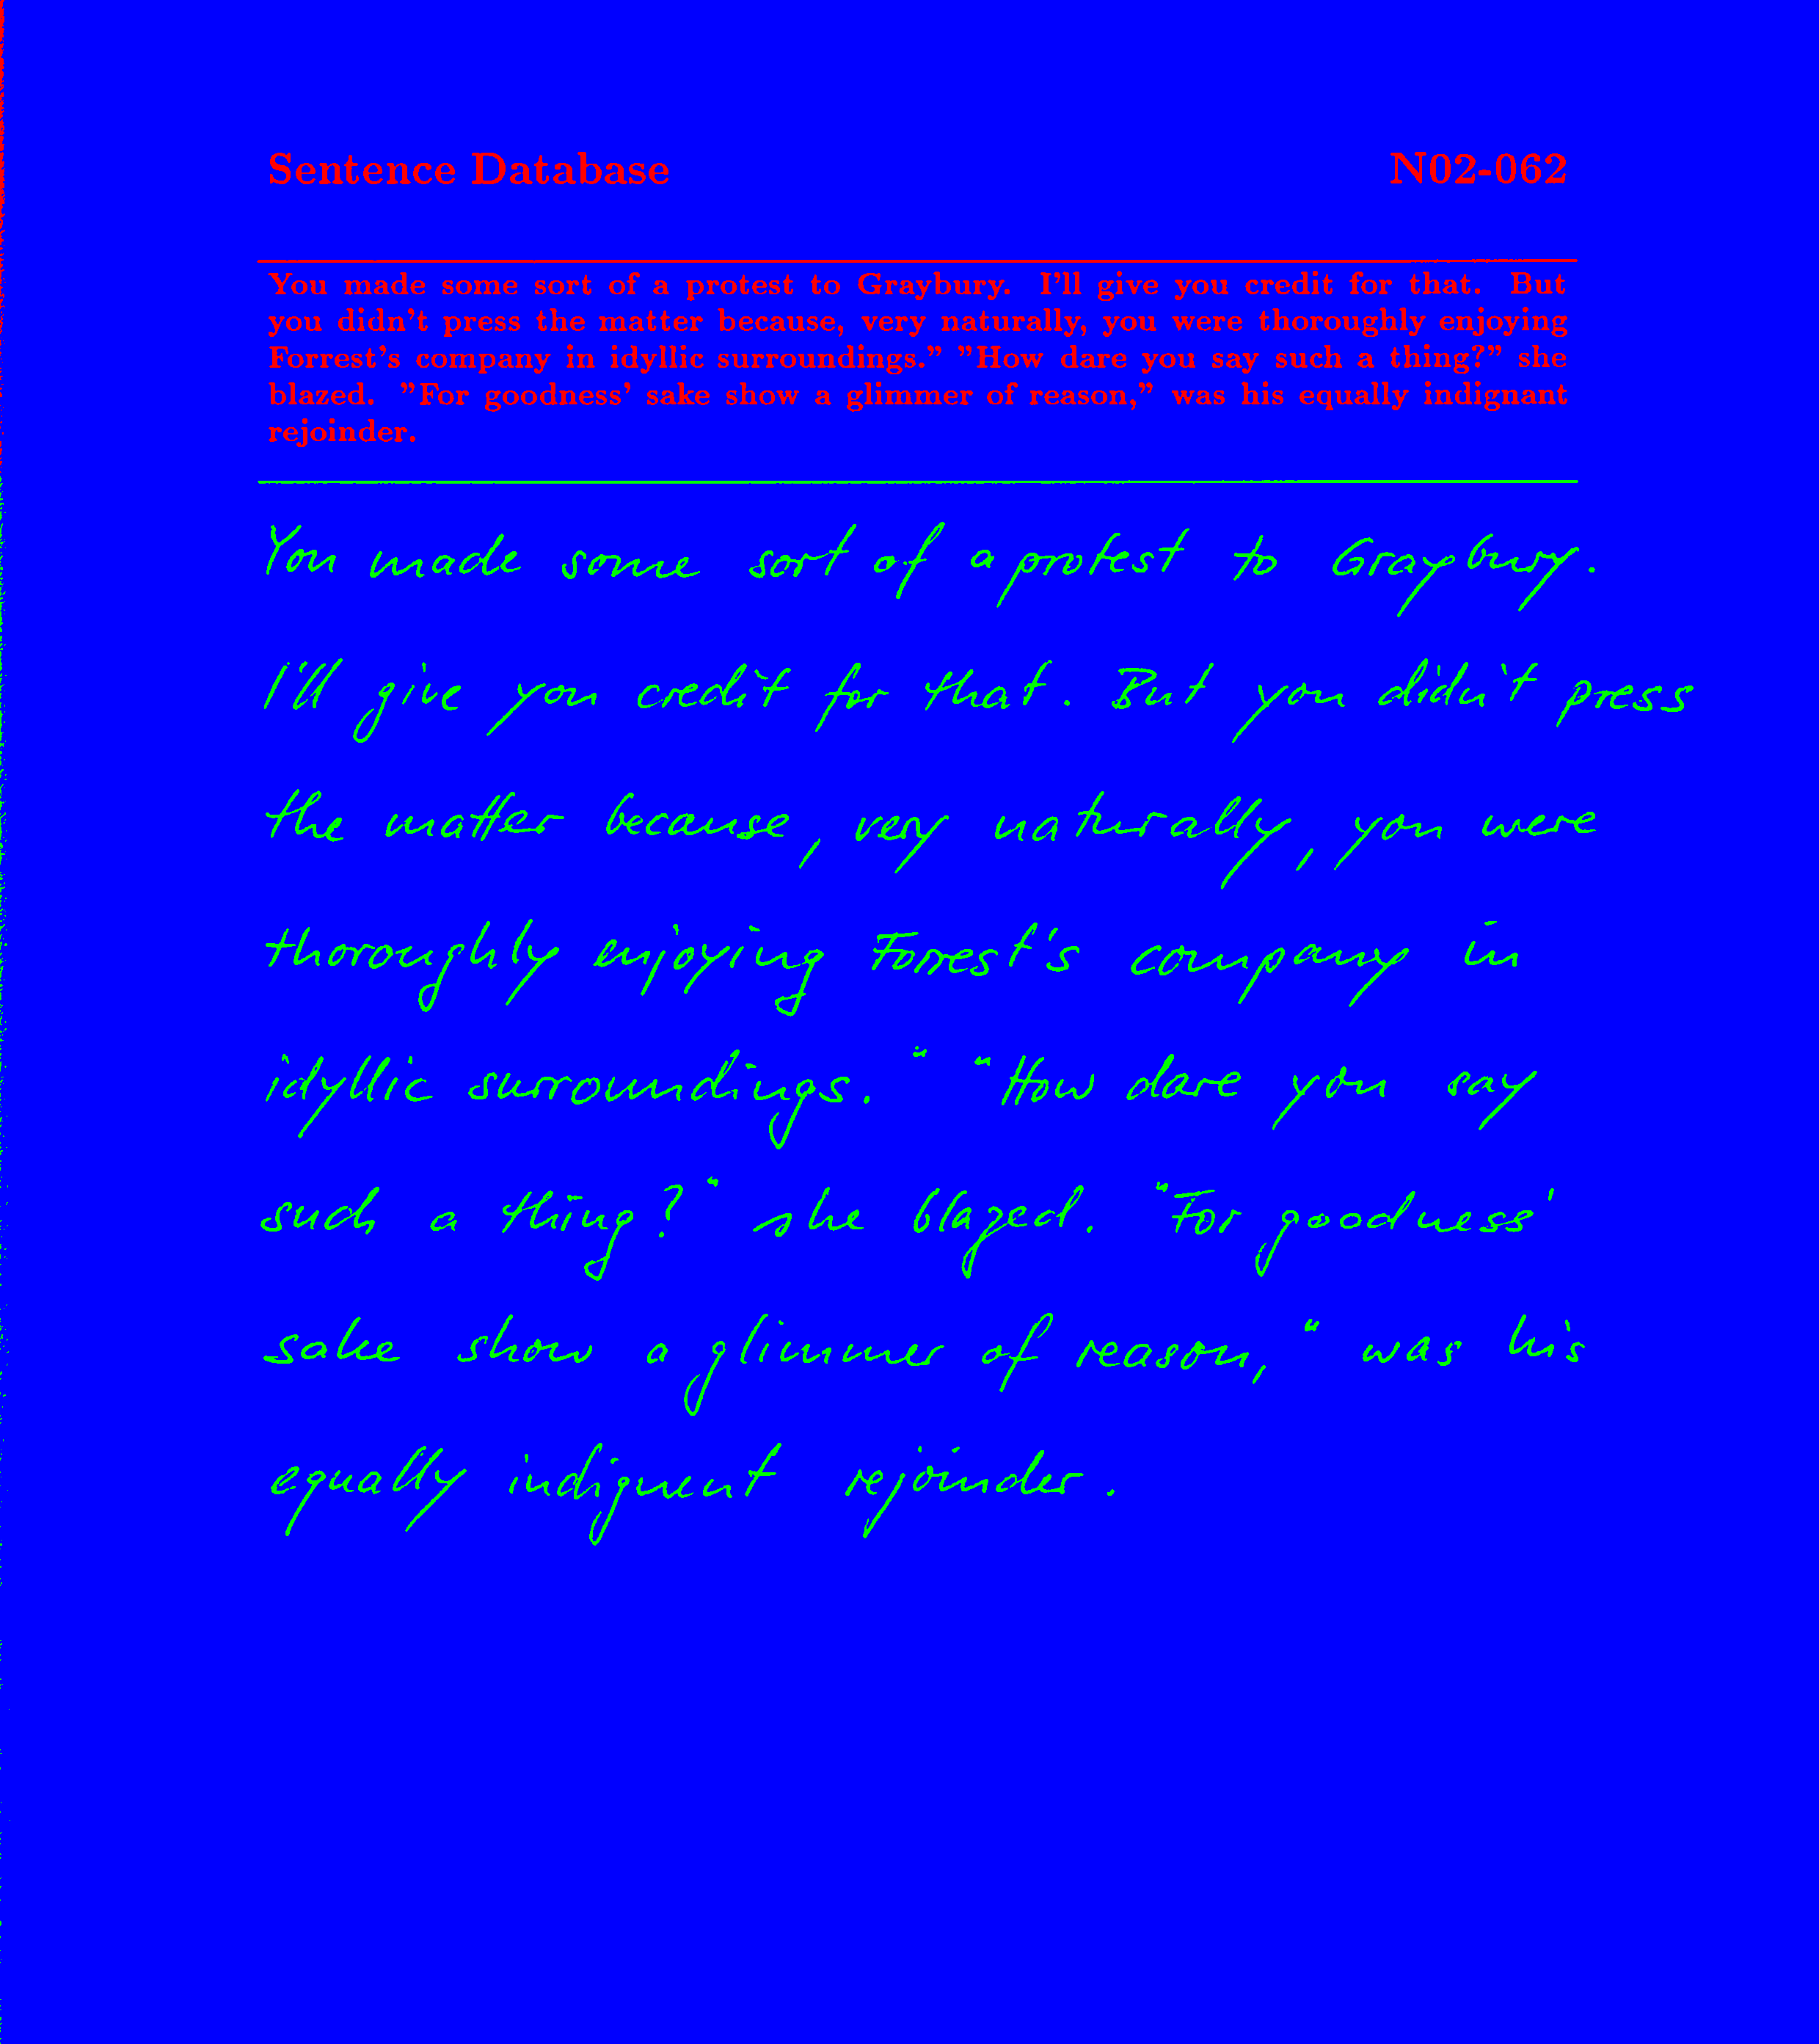 Sentence Database N02-062
You made some sort of a protest to Graybury. I'll give you credit for that. But
you didn't press the matter because, very naturally, you were thoroughly enjoying
Forrest's company in idyllic surroundings." "How dare you say such a thing?" she
blazed. "For goodness' sake show a glimmer of reason," was his equally indignant
rejoinder.
You made some sort of a protest to Graybury.
I'll give you credit for that. But you didn't press
the matter because, very naturally, you were
thoroughly enjoying Forrest's company in
idyllic surroundings." "How dare you say
such a thing?" she blazed. "For goodness'
sake show a glimmer of reason," was his
equally indignent rejoinder.